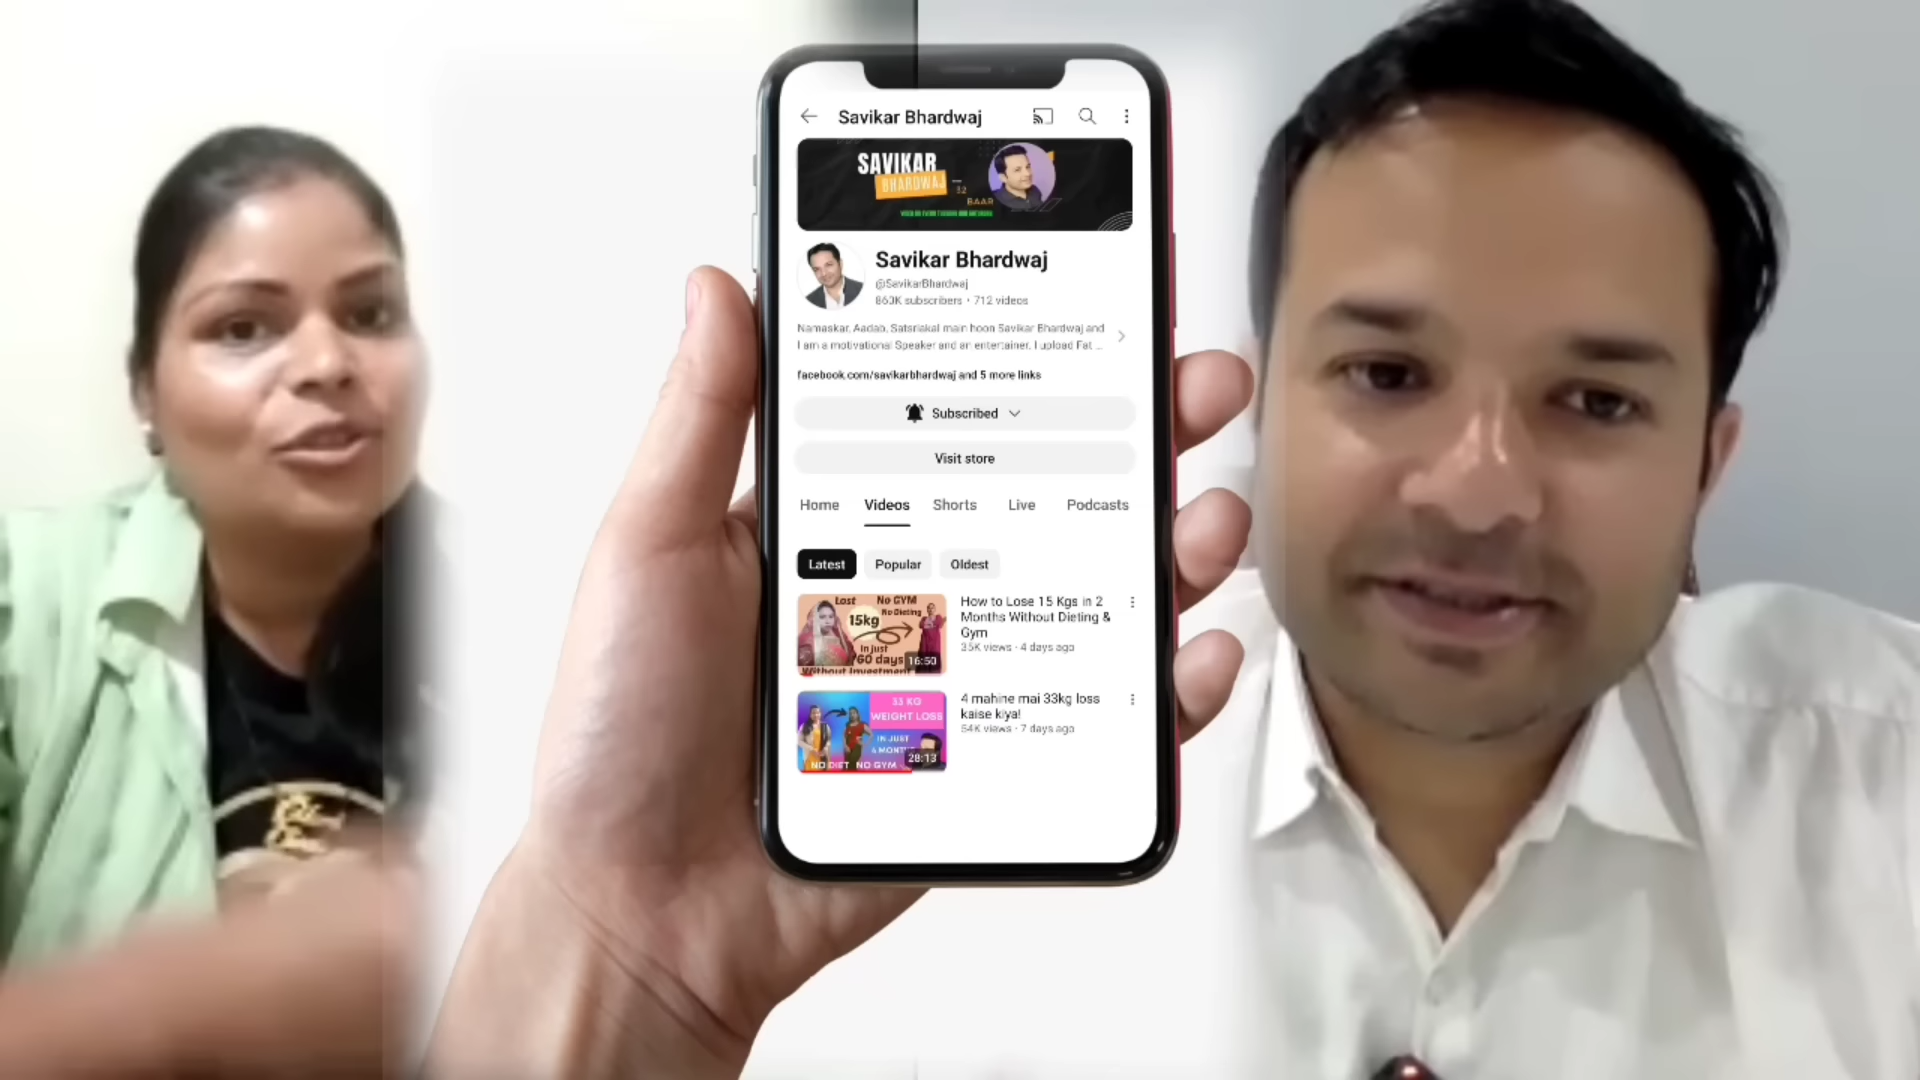 Savikar Bhardwaj
SAVIKAR
BHARDWAJ
BAAR
Savikar Bhardwaj
@SavikarBhardwaj
863K subscribers • 712 videos
Namaskar, Aadab, Satsriakal main hoon Savikar Bhardwaj and
I am a motivational Speaker and an entertainer. I upload Fat ...
facebook.com/savikarbhardwaj and 5 more links
Subscribed
Visit store
Home Videos Shorts Live Podcasts
Latest Popular Oldest
Lost No GYM
No Dieting
15kg
in just
60 days
Without Investment
16:50
How to Lose 15 Kgs in 2
Months Without Dieting &
Gym
35K views · 4 days ago
33 KG
WEIGHT LOSS
IN JUST
4 MONTHS
NO DIET NO GYM
28:13
4 mahine mai 33kg loss
kaise kiya!
54K views · 7 days ago